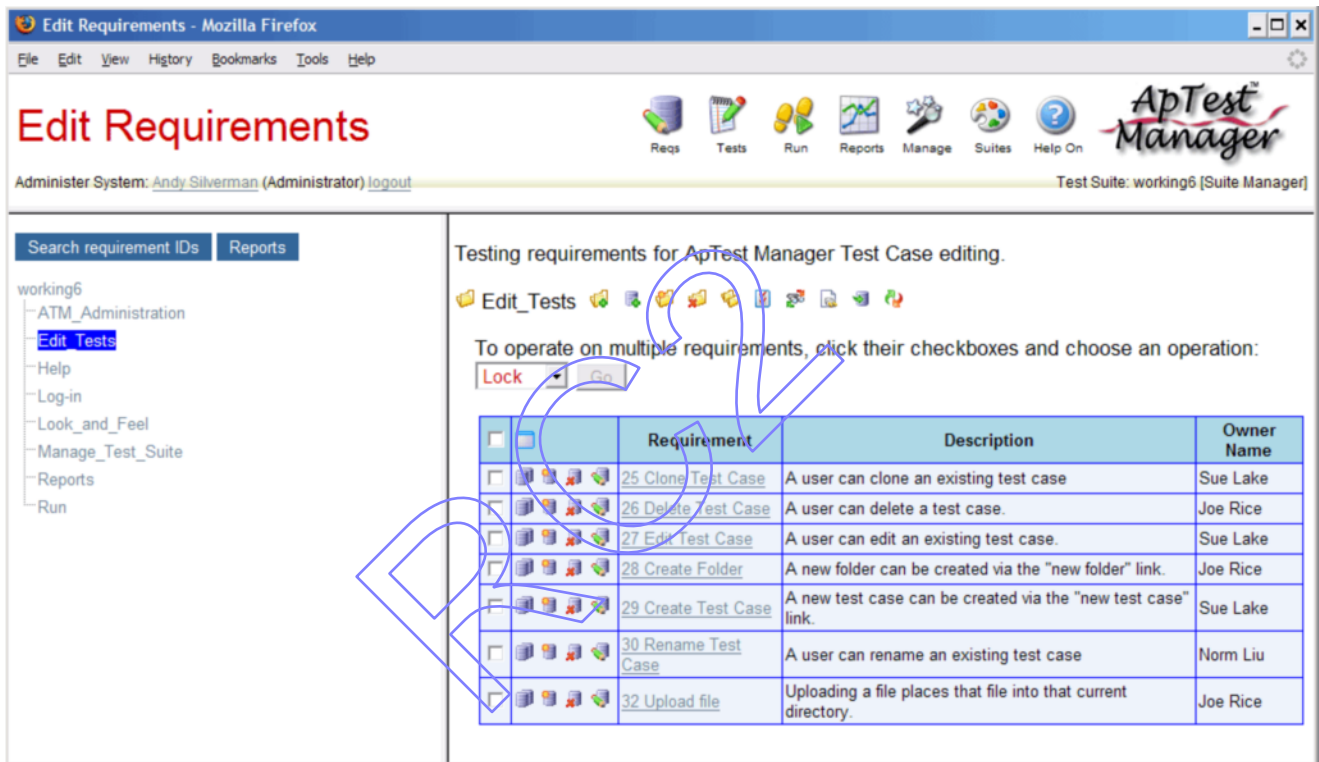 Edit Requirements - Mozilla Firefox
File Edit View History Bookmarks Tools Help
Edit Requirements
Reqs Tests Run Reports Manage Suites Help On
ApTest™ Manager
Administer System: Andy Silverman (Administrator) logout
Test Suite: working6 [Suite Manager]
Search requirement IDs Reports
working6
ATM_Administration
Edit_Tests
Help
Log-in
Look_and_Feel
Manage_Test_Suite
Reports
Run
Testing requirements for ApTest Manager Test Case editing.
Edit_Tests
To operate on multiple requirements, click their checkboxes and choose an operation:
Lock Go
Requirement Description Owner Name
25 Clone Test Case A user can clone an existing test case Sue Lake
26 Delete Test Case A user can delete a test case. Joe Rice
27 Edit Test Case A user can edit an existing test case. Sue Lake
28 Create Folder A new folder can be created via the "new folder" link. Joe Rice
29 Create Test Case A new test case can be created via the "new test case" link. Sue Lake
30 Rename Test Case A user can rename an existing test case Norm Liu
32 Upload file Uploading a file places that file into that current directory. Joe Rice